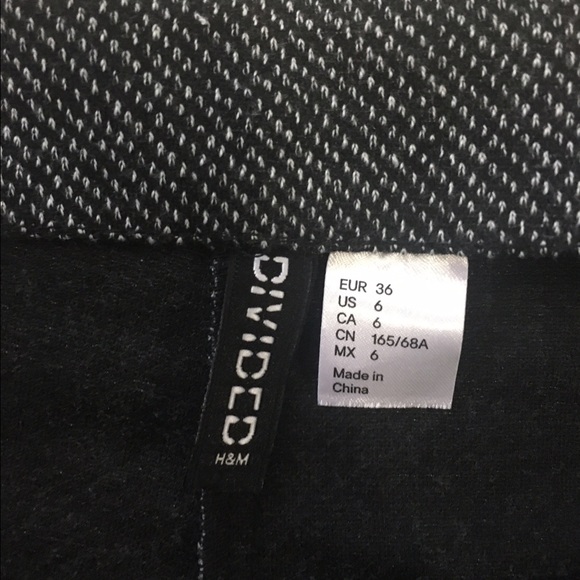 DIVIDED
H&M
EUR 36
US 6
CA 6
CN 165/68A
MX 6
Made in
China